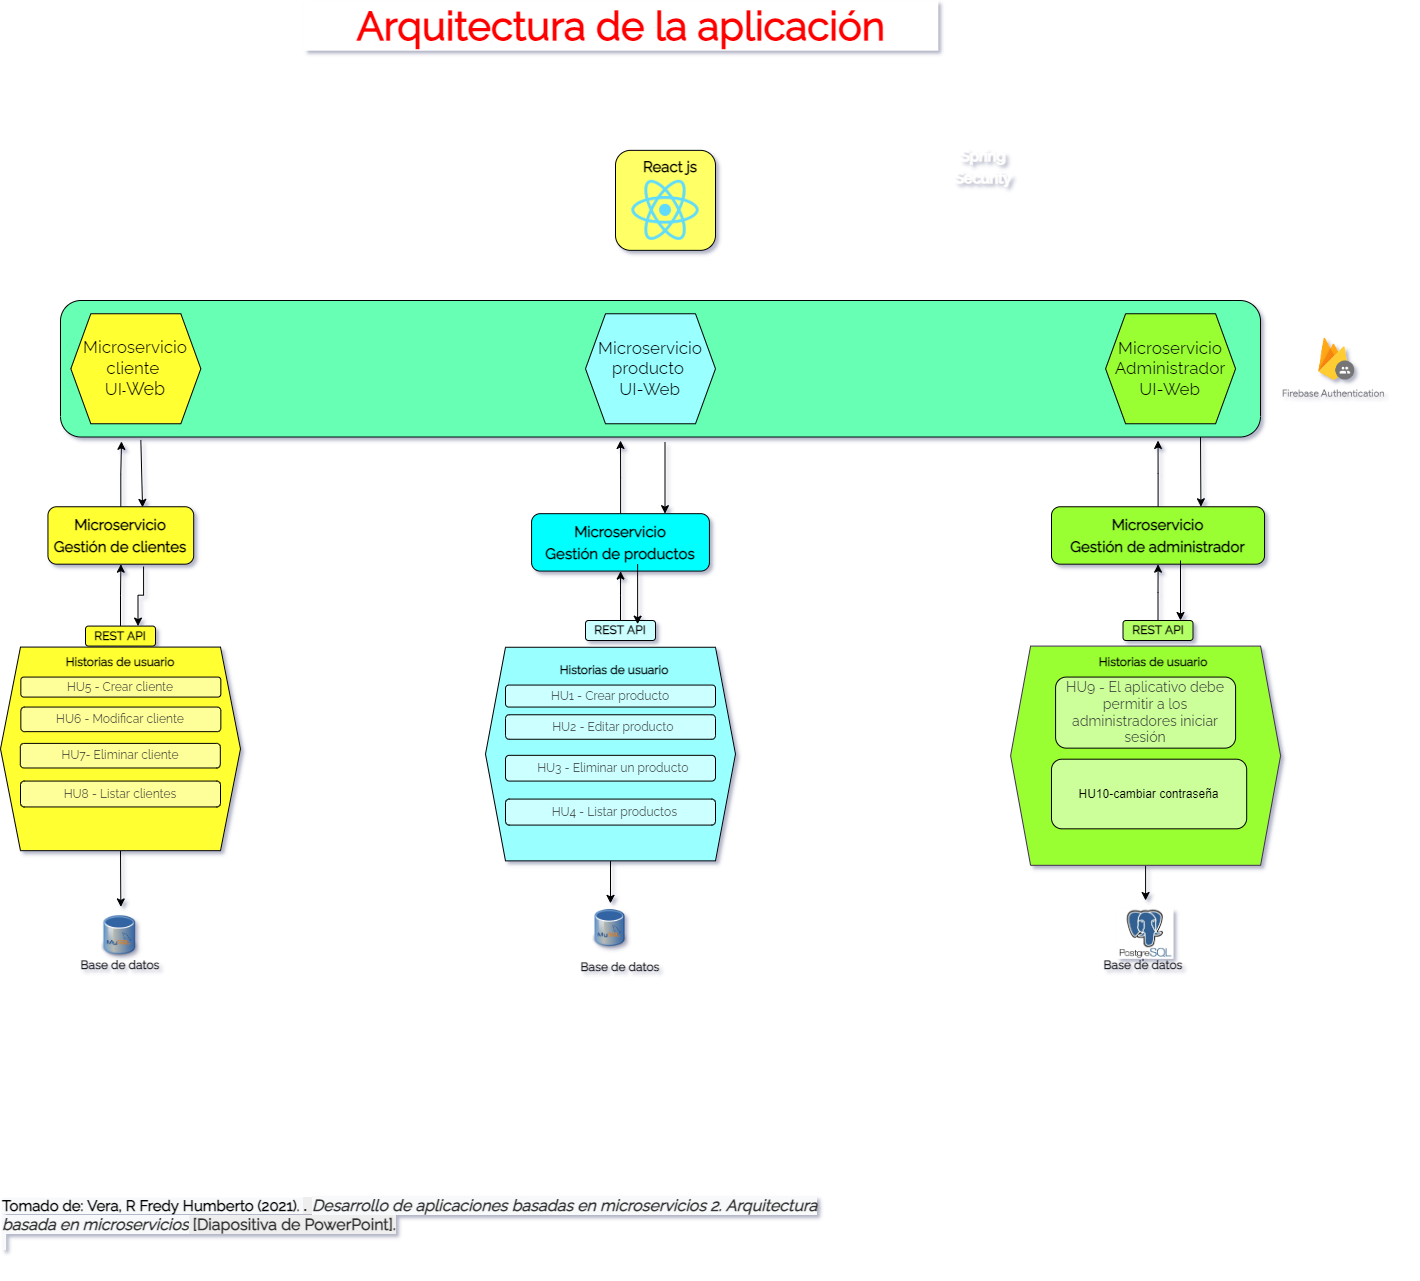 Arquitectura de la aplicación
React js
Spring
Security
Microservicio
cliente
UI-Web
Microservicio
producto
UI-Web
Microservicio
Administrador
UI-Web
Firebase Authentication
Microservicio
Gestión de clientes
Microservicio
Gestión de productos
Microservicio
Gestión de administrador
REST API
REST API
REST API
Historias de usuario
HU5 - Crear cliente
HU6 - Modificar cliente
HU7- Eliminar cliente
HU8 - Listar clientes
Historias de usuario
HU1 - Crear producto
HU2 - Editar producto
HU3 - Eliminar un producto
HU4 - Listar productos
Historias de usuario
HU9 - El aplicativo debe
permitir a los
administradores iniciar
sesión
HU10-cambiar contraseña
MySQL
Base de datos
MySQL
Base de datos
PostgreSQL
Base de datos
Tomado de: Vera, R Fredy Humberto (2021). . Desarrollo de aplicaciones basadas en microservicios 2. Arquitectura
basada en microservicios [Diapositiva de PowerPoint].